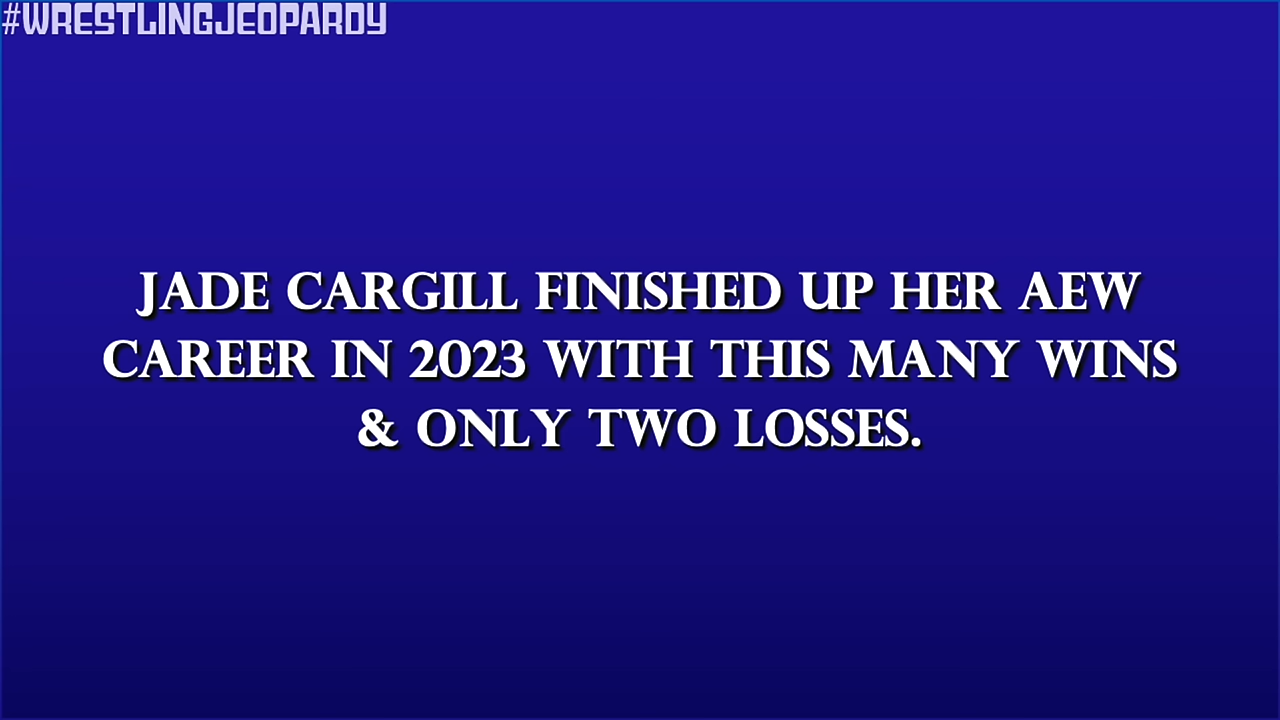 #WRESTLINGJEOPARDY
JADE CARGILL FINISHED UP HER AEW
CAREER IN 2023 WITH THIS MANY WINS
& ONLY TWO LOSSES.